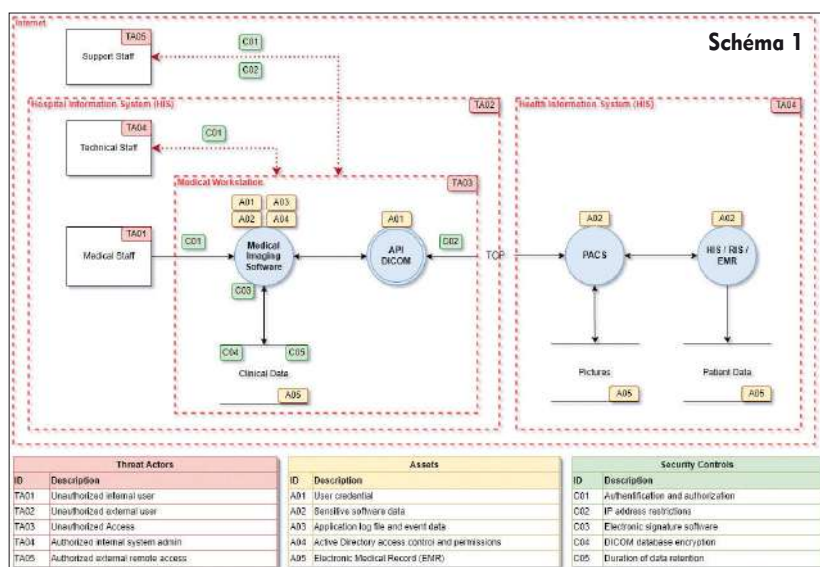 Internet
Schéma 1
TA05
Support Staff
C01
C02
Hospital Information System (HIS)
TA02
Health Information System (HIS)
TA04
TA04
Technical Staff
C01
Medical Workstation
TA03
A01 A03
A02 A04
A01
A02
A02
TA01
Medical Staff
C01
Medical
Imaging
Software
API
DICOM
C02
TCP
PACS
HIS / RIS /
EMR
C03
C04 C05
Clinical Data
A05
Pictures
A05
Patient Data
A05
Threat Actors
ID Description
TA01 Unauthorized internal user
TA02 Unauthorized external user
TA03 Unauthorized Access
TA04 Authorized internal system admin
TA05 Authorized external remote access
Assets
ID Description
A01 User credential
A02 Sensitive software data
A03 Application log file and event data
A04 Active Directory access control and permissions
A05 Electronic Medical Record (EMR)
Security Controls
ID Description
C01 Authentification and authorization
C02 IP address restrictions
C03 Electronic signature software
C04 DICOM database encryption
C05 Duration of data retention